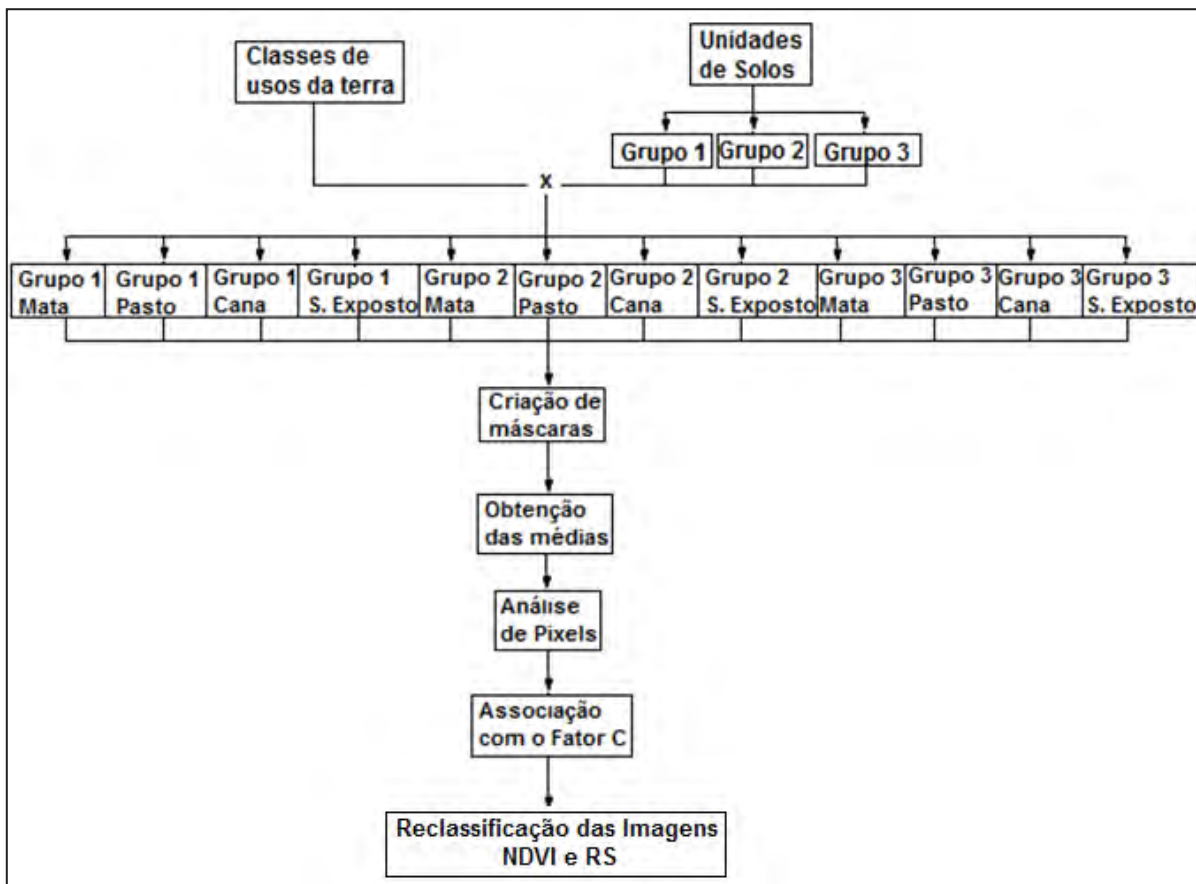 Classes de
usos da terra
Unidades
de Solos
Grupo 1
Grupo 2
Grupo 3
x
Grupo 1
Mata
Grupo 1
Pasto
Grupo 1
Cana
Grupo 1
S. Exposto
Grupo 2
Mata
Grupo 2
Pasto
Grupo 2
Cana
Grupo 2
S. Exposto
Grupo 3
Mata
Grupo 3
Pasto
Grupo 3
Cana
Grupo 3
S. Exposto
Criação de
máscaras
Obtenção
das médias
Análise
de Pixels
Associação
com o Fator C
Reclassificação das Imagens
NDVI e RS